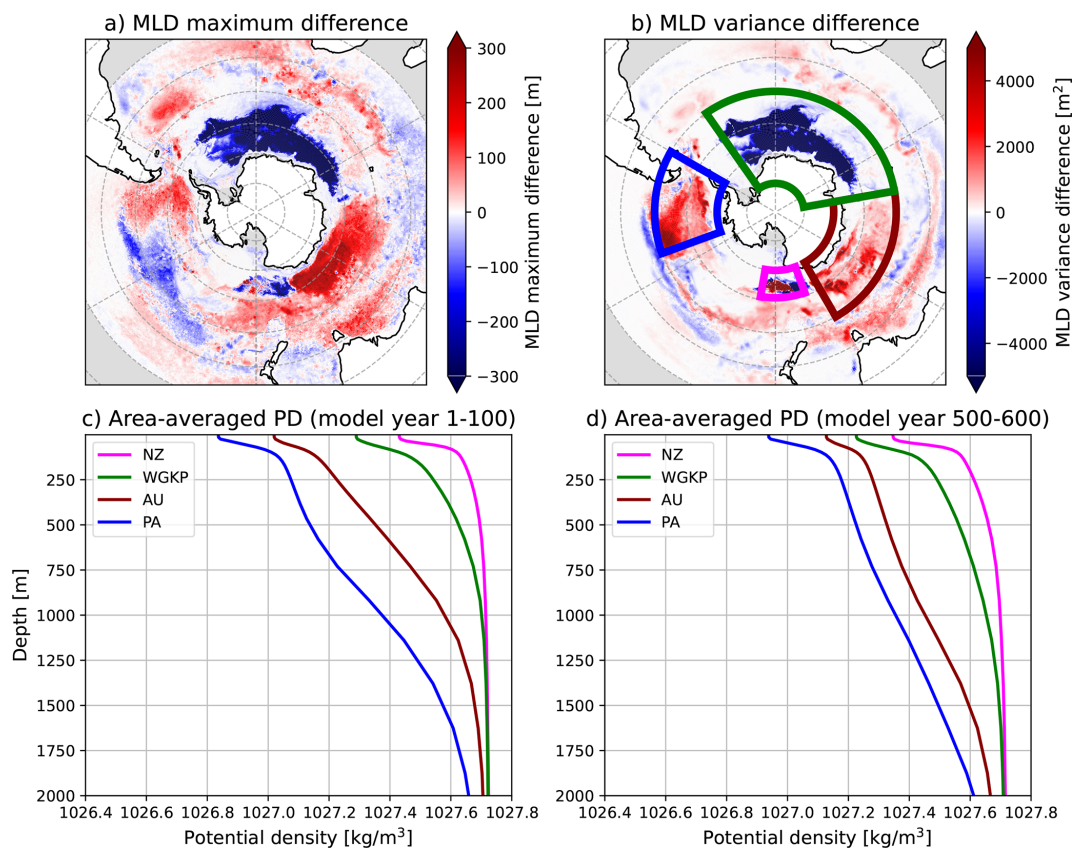 a) MLD maximum difference
300
200
100
0
−100
−200
−300
MLD maximum difference [m]
b) MLD variance difference
4000
2000
0
−2000
−4000
MLD variance difference [m²]
c) Area-averaged PD (model year 1-100)
NZ
WGKP
AU
PA
250
500
750
1000
1250
1500
1750
2000
Depth [m]
1026.4 1026.6 1026.8 1027.0 1027.2 1027.4 1027.6 1027.8
Potential density [kg/m³]
d) Area-averaged PD (model year 500-600)
NZ
WGKP
AU
PA
250
500
750
1000
1250
1500
1750
2000
1026.4 1026.6 1026.8 1027.0 1027.2 1027.4 1027.6 1027.8
Potential density [kg/m³]